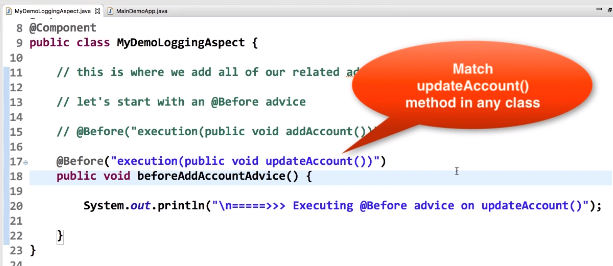 MyDemoLoggingAspect.java MainDemoApp.java
8 @Component
9 public class MyDemoLoggingAspect {
10
11 // this is where we add all of our related
12
13 // let's start with an @Before advice
14
15 // @Before("execution(public void addAccount())
16
17 @Before("execution(public void updateAccount())")
18 public void beforeAddAccountAdvice() {
19
20 System.out.println("\n=====>>> Executing @Before advice on updateAccount()");
21
22 }
23 }
24
Match
updateAccount()
method in any class